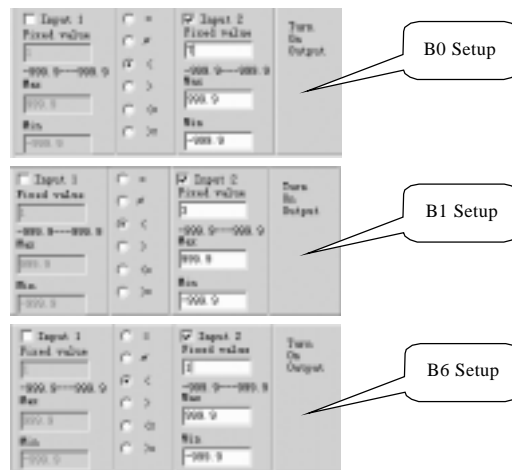 Input 1
Fixed value
-999.9---999.9
Max
999.9
Min
-999.9
=
≠
<
>
<=
>=
Input 2
Fixed value
-999.9---999.9
Max
999.9
Min
-999.9
Turn
On
Output
B0 Setup
Input 1
Fixed value
-999.9---999.9
Max
999.9
Min
-999.9
=
≠
<
>
<=
>=
Input 2
Fixed value
3
-999.9---999.9
Max
999.9
Min
-999.9
Turn
On
Output
B1 Setup
Input 1
Fixed value
-999.9---999.9
Max
999.9
Min
-999.9
=
≠
<
>
<=
>=
Input 2
Fixed value
-999.9---999.9
Max
999.9
Min
-999.9
Turn
On
Output
B6 Setup